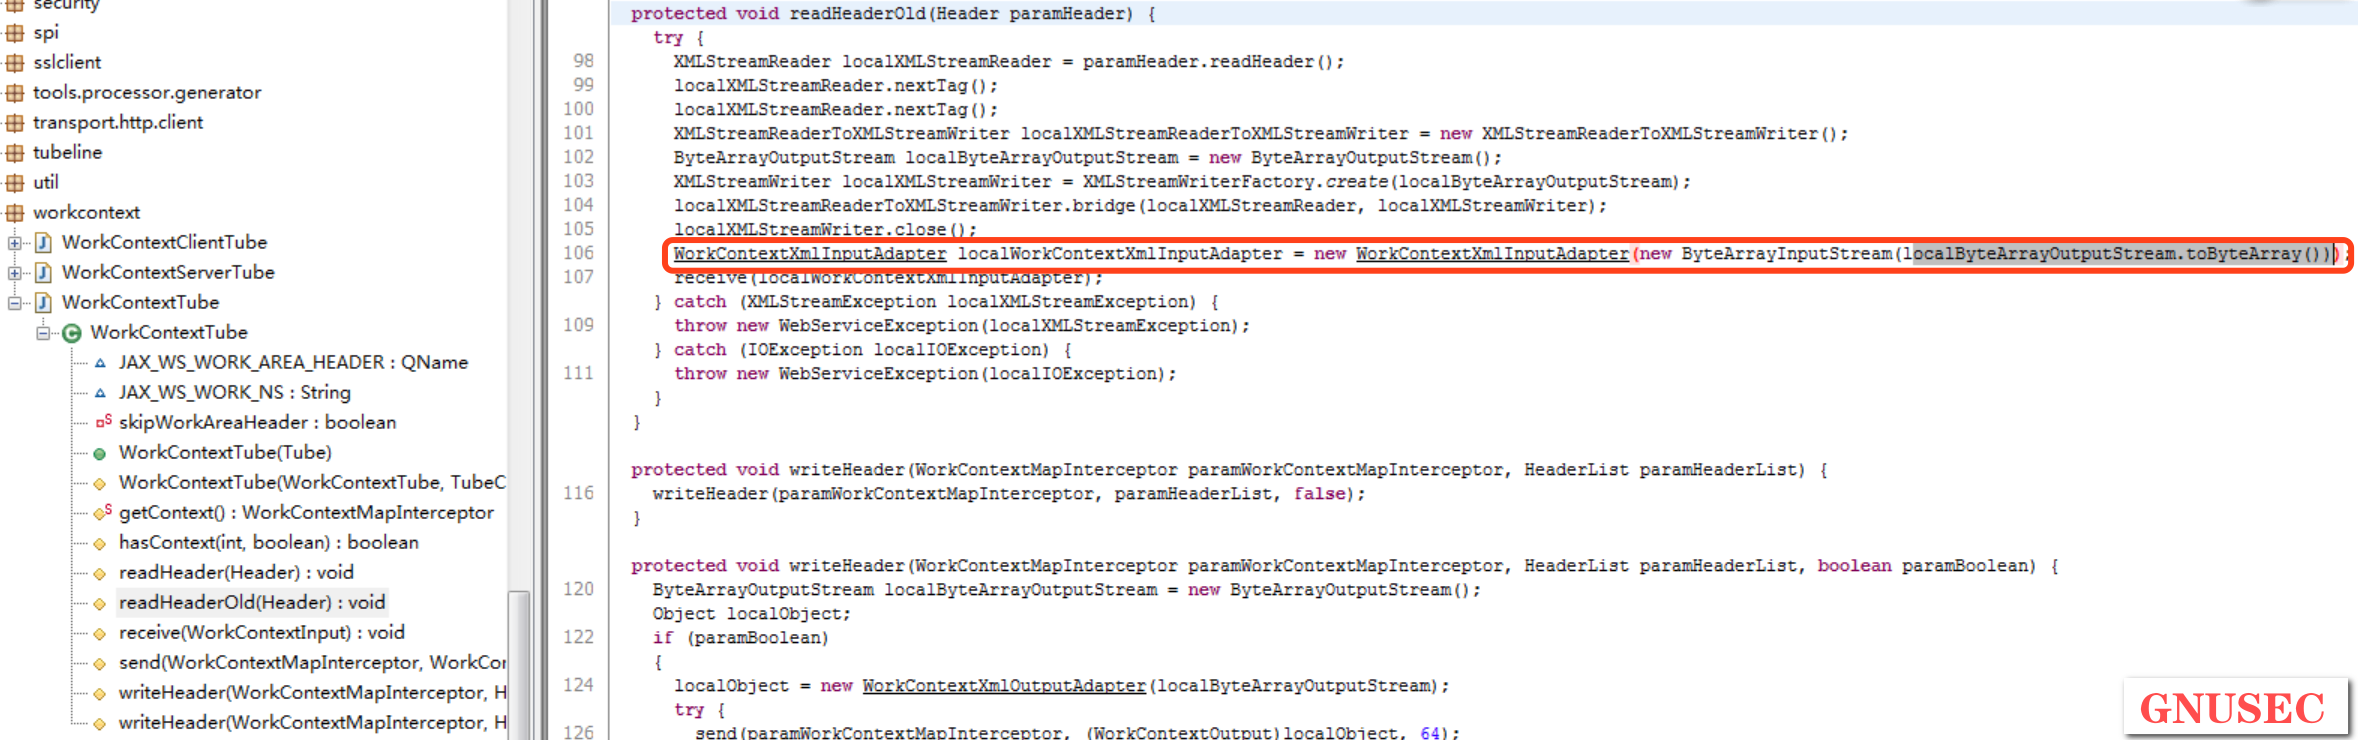 security
spi
sslclient
tools.processor.generator
transport.http.client
tubeline
util
workcontext
WorkContextClientTube
WorkContextServerTube
WorkContextTube
WorkContextTube
JAX_WS_WORK_AREA_HEADER : QName
JAX_WS_WORK_NS : String
skipWorkAreaHeader : boolean
WorkContextTube(Tube)
WorkContextTube(WorkContextTube, TubeC
getContext() : WorkContextMapInterceptor
hasContext(int, boolean) : boolean
readHeader(Header) : void
readHeaderOld(Header) : void
receive(WorkContextInput) : void
send(WorkContextMapInterceptor, WorkCor
writeHeader(WorkContextMapInterceptor, H
writeHeader(WorkContextMapInterceptor, H
protected void readHeaderOld(Header paramHeader) {
try {
98 XMLStreamReader localXMLStreamReader = paramHeader.readHeader();
99 localXMLStreamReader.nextTag();
100 localXMLStreamReader.nextTag();
101 XMLStreamReaderToXMLStreamWriter localXMLStreamReaderToXMLStreamWriter = new XMLStreamReaderToXMLStreamWriter();
102 ByteArrayOutputStream localByteArrayOutputStream = new ByteArrayOutputStream();
103 XMLStreamWriter localXMLStreamWriter = XMLStreamWriterFactory.create(localByteArrayOutputStream);
104 localXMLStreamReaderToXMLStreamWriter.bridge(localXMLStreamReader, localXMLStreamWriter);
105 localXMLStreamWriter.close();
106 WorkContextXmlInputAdapter localWorkContextXmlInputAdapter = new WorkContextXmlInputAdapter(new ByteArrayInputStream(localByteArrayOutputStream.toByteArray()));
107 receive(localWorkContextXmlInputAdapter);
} catch (XMLStreamException localXMLStreamException) {
109 throw new WebServiceException(localXMLStreamException);
} catch (IOException localIOException) {
111 throw new WebServiceException(localIOException);
}
}
protected void writeHeader(WorkContextMapInterceptor paramWorkContextMapInterceptor, HeaderList paramHeaderList) {
116 writeHeader(paramWorkContextMapInterceptor, paramHeaderList, false);
}
protected void writeHeader(WorkContextMapInterceptor paramWorkContextMapInterceptor, HeaderList paramHeaderList, boolean paramBoolean) {
120 ByteArrayOutputStream localByteArrayOutputStream = new ByteArrayOutputStream();
Object localObject;
122 if (paramBoolean)
{
124 localObject = new WorkContextXmlOutputAdapter(localByteArrayOutputStream);
try {
126 send(paramWorkContextMapInterceptor, (WorkContextOutput)localObject, 64);
GNUSEC